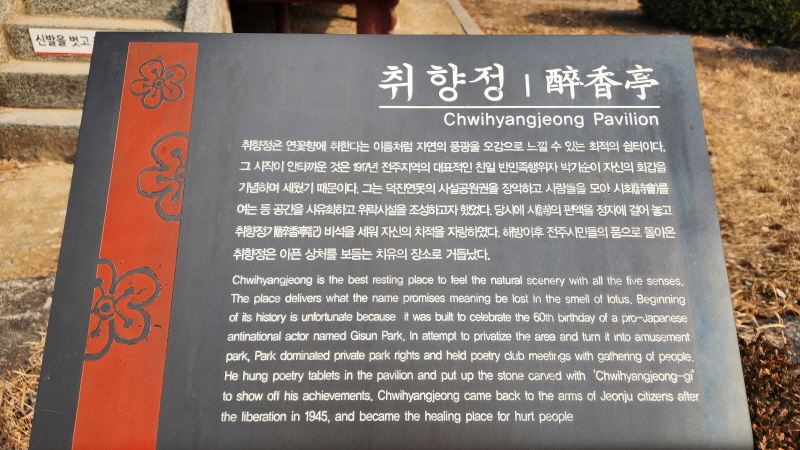 신발을 벗고
취향정 | 醉香亭
Chwihyangjeong Pavilion
취향정은 연꽃향에 취한다는 이름처럼 자연의 풍광을 오감으로 느낄 수 있는 최적의 쉼터이다.
그 시작이 안타까운 것은 1917년 전주지역의 대표적인 친일 반민족행위자 박기순이 자신의 회갑을
기념하며 세웠기 때문이다. 그는 덕진연못의 사설공원권을 장악하고 사람들을 모아 시회(詩會)를
여는 등 공간을 사유화하고 위락시설을 조성하고자 했었다. 당시에 시(詩)의 편액을 정자에 걸어 놓고
취향정기(醉香亭記) 비석을 세워 자신의 치적을 자랑하였다. 해방이후 전주시민들의 품으로 돌아온
취향정은 아픈 상처를 보듬는 치유의 장소로 거듭났다.
Chwihyangjeong is the best resting place to feel the natural scenery with all the five senses.
The place delivers what the name promises meaning be lost in the smell of lotus. Beginning
of its history is unfortunate because it was built to celebrate the 60th birthday of a pro-Japanese
antinational actor named Gisun Park. In attempt to privatize the area and turn it into amusement
park, Park dominated private park rights and held poetry club meetings with gathering of people.
He hung poetry tablets in the pavilion and put up the stone carved with 'Chwihyangjeong-gi'
to show off his achievements. Chwihyangjeong came back to the arms of Jeonju citizens after
the liberation in 1945, and became the healing place for hurt people